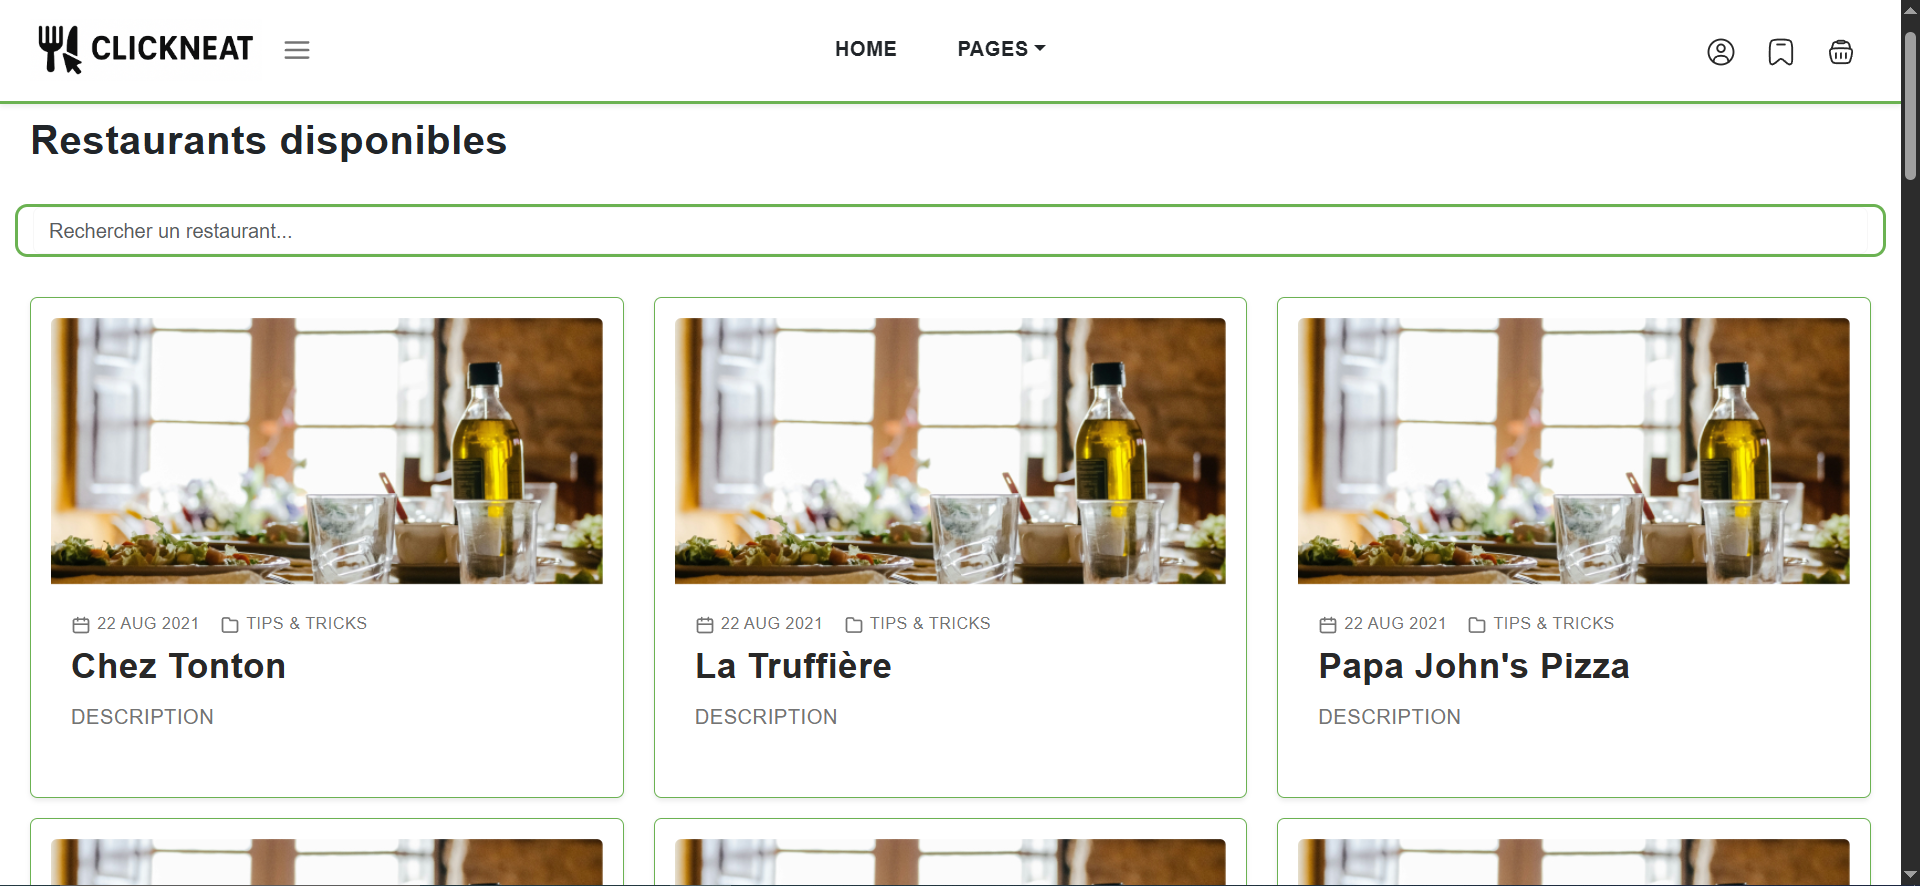 CLICKNEAT
HOME
PAGES
Restaurants disponibles
Rechercher un restaurant...
22 AUG 2021
TIPS & TRICKS
Chez Tonton
DESCRIPTION
22 AUG 2021
TIPS & TRICKS
La Truffière
DESCRIPTION
22 AUG 2021
TIPS & TRICKS
Papa John's Pizza
DESCRIPTION